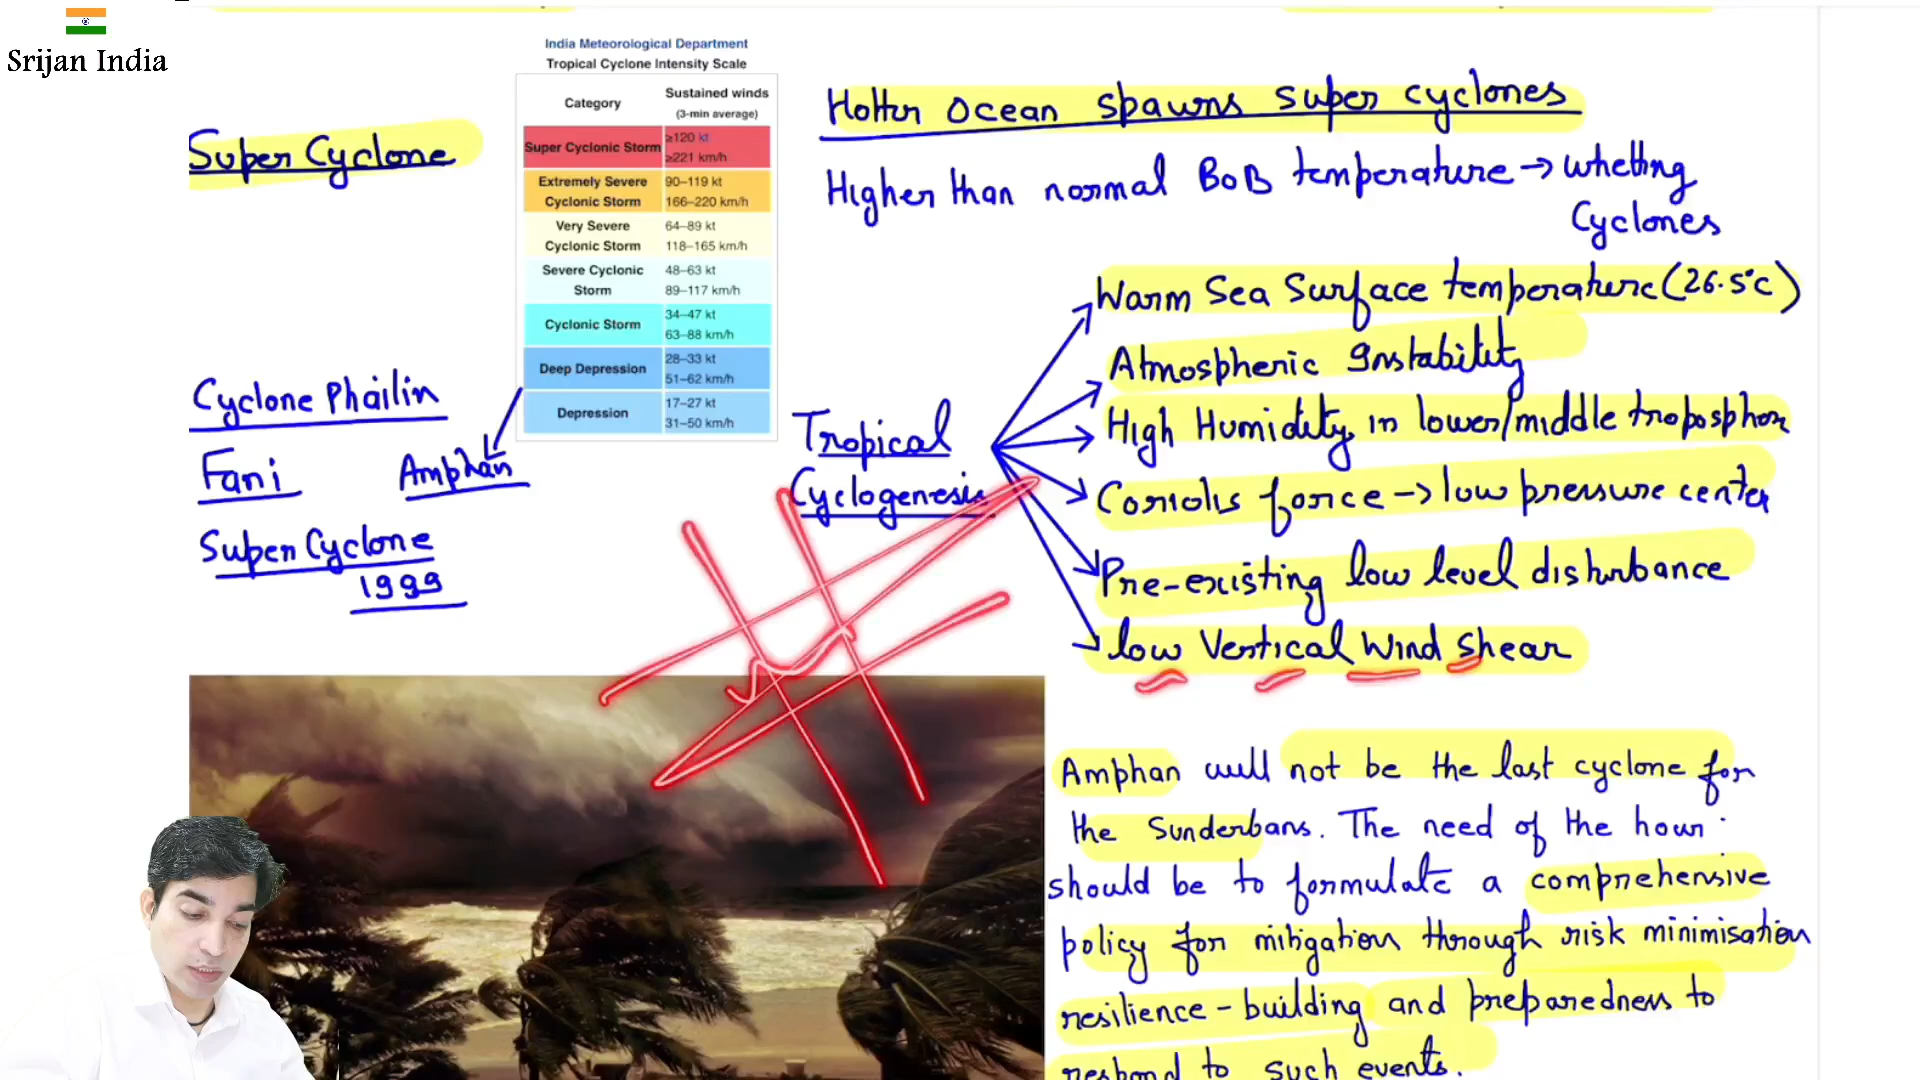 Srijan India
India Meteorological Department
Tropical Cyclone Intensity Scale
Category
Sustained winds
(3-min average)
Super Cyclonic Storm
≥120 kt
≥221 km/h
Extremely Severe
Cyclonic Storm
90–119 kt
166–220 km/h
Very Severe
Cyclonic Storm
64–89 kt
118–165 km/h
Severe Cyclonic
Storm
48–63 kt
89–117 km/h
Cyclonic Storm
34–47 kt
63–88 km/h
Deep Depression
28–33 kt
51–62 km/h
Depression
17–27 kt
31–50 km/h
Super Cyclone
Cyclone Phailin
Fani
Amphan
Super Cyclone
1999
Hotter Ocean spawns super cyclones
Higher than normal BoB temperature → whetting
Cyclones
Tropical
Cyclogenesis
Warm Sea Surface temperature (26.5°C)
Atmospheric Instability
High Humidity in lower/middle troposphere
Coriolis force → low pressure center
Pre-existing low level disturbance
low Vertical Wind Shear
Amphan will not be the last cyclone for
the Sunderbans. The need of the hour
should be to formulate a comprehensive
policy for mitigation through risk minimisation
resilience - building and preparedness to
respond to such events.